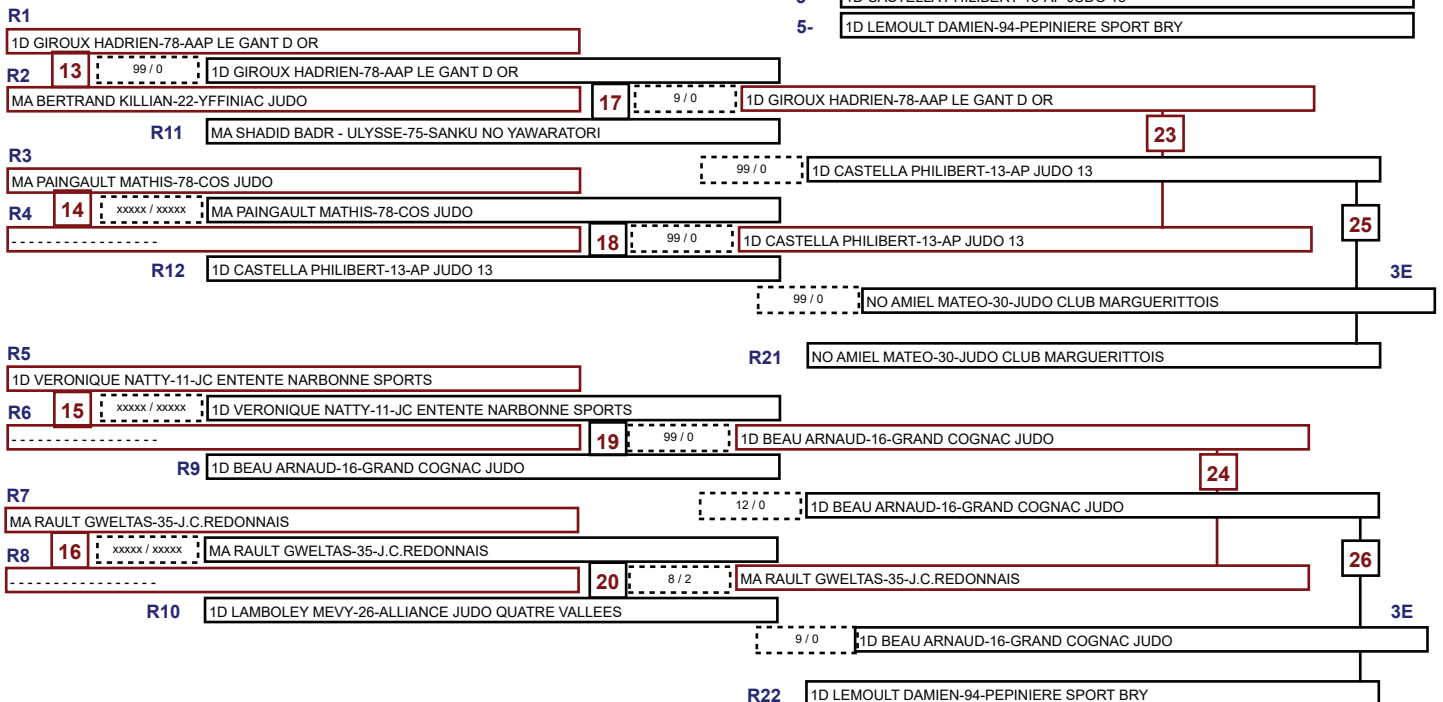 1D CASTELLA PHILIBERT-13-AP JUDO 13
R1
5-
1D LEMOULT DAMIEN-94-PEPINIERE SPORT BRY
1D GIROUX HADRIEN-78-AAP LE GANT D OR
R2
13
99 / 0
1D GIROUX HADRIEN-78-AAP LE GANT D OR
MA BERTRAND KILLIAN-22-YFFINIAC JUDO
17
9 / 0
1D GIROUX HADRIEN-78-AAP LE GANT D OR
R11
MA SHADID BADR - ULYSSE-75-SANKU NO YAWARATORI
23
R3
99 / 0
1D CASTELLA PHILIBERT-13-AP JUDO 13
MA PAINGAULT MATHIS-78-COS JUDO
R4
14
xxxxx / xxxxx
MA PAINGAULT MATHIS-78-COS JUDO
25
- - - - - - - - - - - - - - - - -
18
99 / 0
1D CASTELLA PHILIBERT-13-AP JUDO 13
R12
1D CASTELLA PHILIBERT-13-AP JUDO 13
3E
99 / 0
NO AMIEL MATEO-30-JUDO CLUB MARGUERITTOIS
R5
R21
NO AMIEL MATEO-30-JUDO CLUB MARGUERITTOIS
1D VERONIQUE NATTY-11-JC ENTENTE NARBONNE SPORTS
R6
15
xxxxx / xxxxx
1D VERONIQUE NATTY-11-JC ENTENTE NARBONNE SPORTS
- - - - - - - - - - - - - - - - -
19
99 / 0
1D BEAU ARNAUD-16-GRAND COGNAC JUDO
R9
1D BEAU ARNAUD-16-GRAND COGNAC JUDO
24
R7
12 / 0
1D BEAU ARNAUD-16-GRAND COGNAC JUDO
MA RAULT GWELTAS-35-J.C.REDONNAIS
R8
16
xxxxx / xxxxx
MA RAULT GWELTAS-35-J.C.REDONNAIS
26
- - - - - - - - - - - - - - - - -
20
8 / 2
MA RAULT GWELTAS-35-J.C.REDONNAIS
R10
1D LAMBOLEY MEVY-26-ALLIANCE JUDO QUATRE VALLEES
3E
9 / 0
1D BEAU ARNAUD-16-GRAND COGNAC JUDO
R22
1D LEMOULT DAMIEN-94-PEPINIERE SPORT BRY